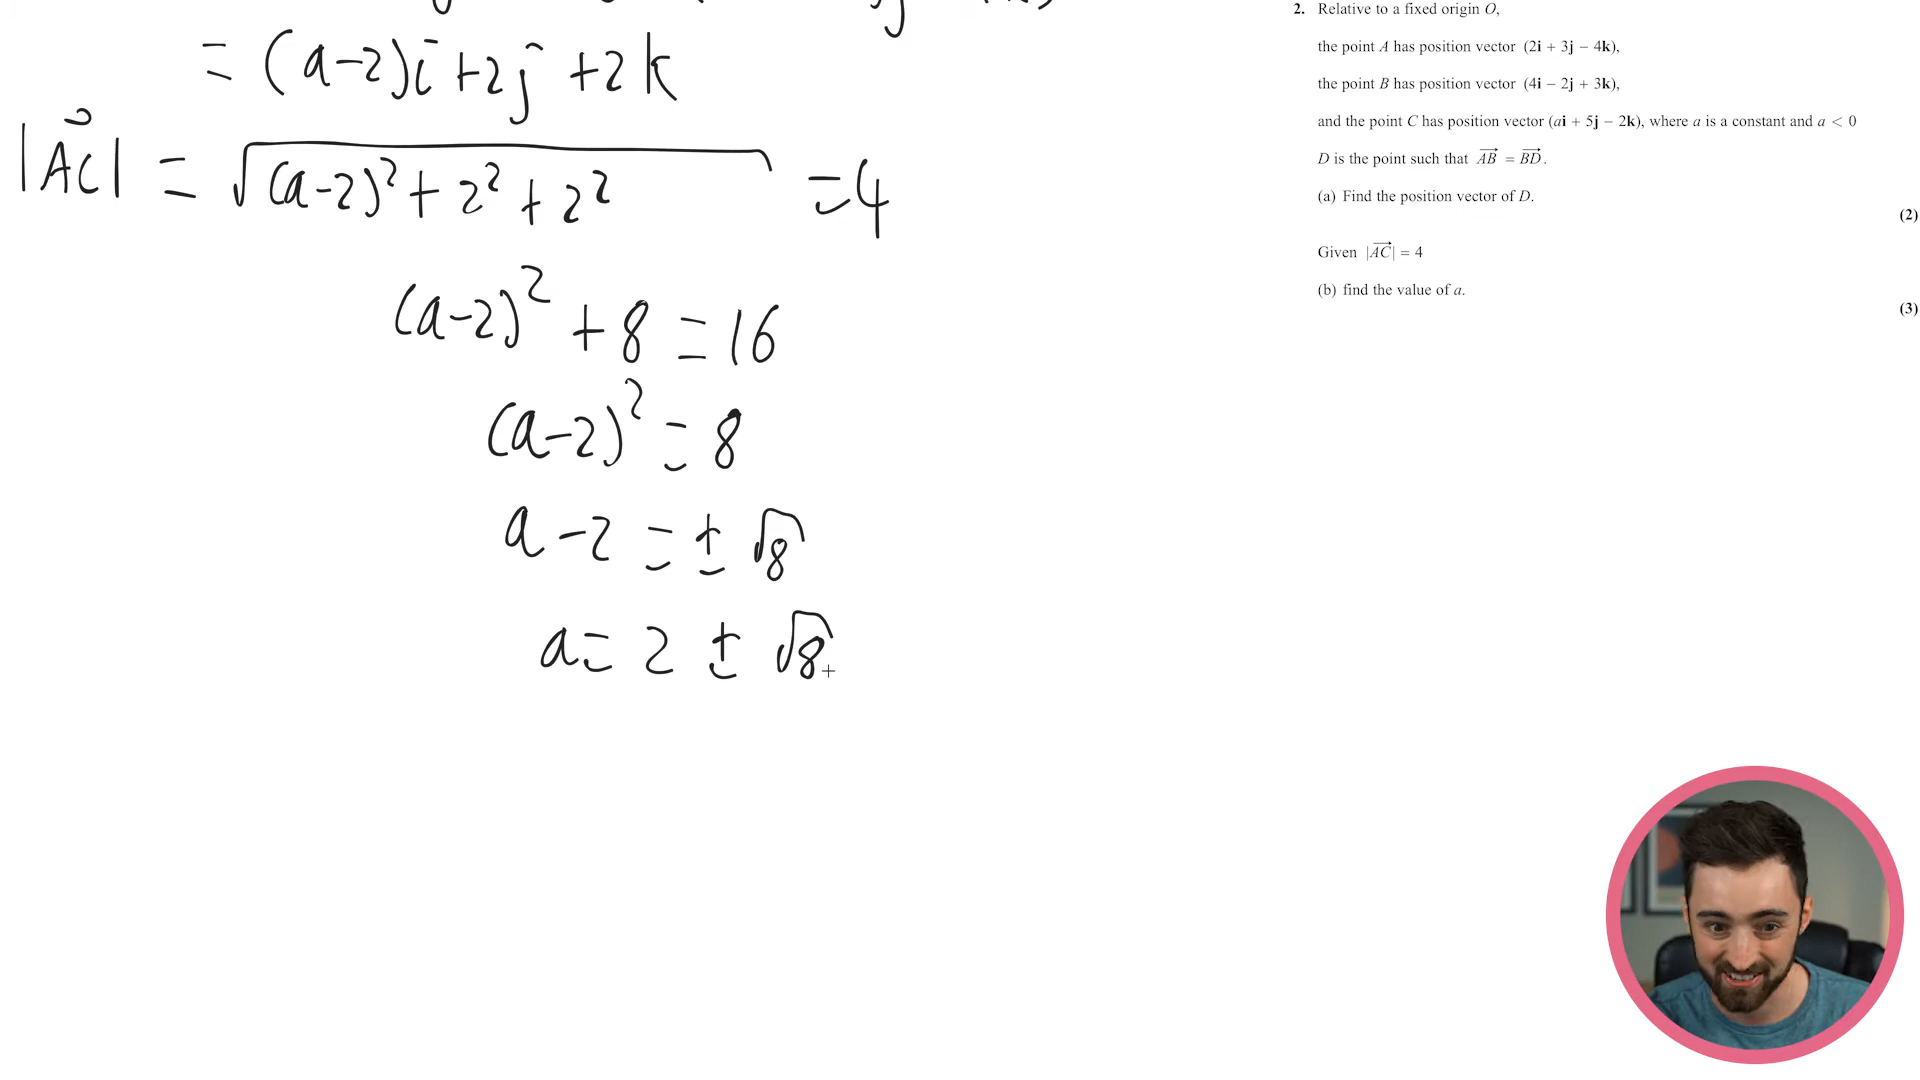 = (a-2)i + 2j + 2k
|AC⃗| = √((a-2)² + 2² + 2²) = 4
(a-2)² + 8 = 16
(a-2)² = 8
a - 2 = ± √8
a = 2 ± √8
2. Relative to a fixed origin O,
the point A has position vector (2i + 3j − 4k),
the point B has position vector (4i − 2j + 3k),
and the point C has position vector (ai + 5j − 2k), where a is a constant and a < 0
D is the point such that AB⃗ = BD⃗.
(a) Find the position vector of D.
(2)
Given |AC⃗| = 4
(b) find the value of a.
(3)